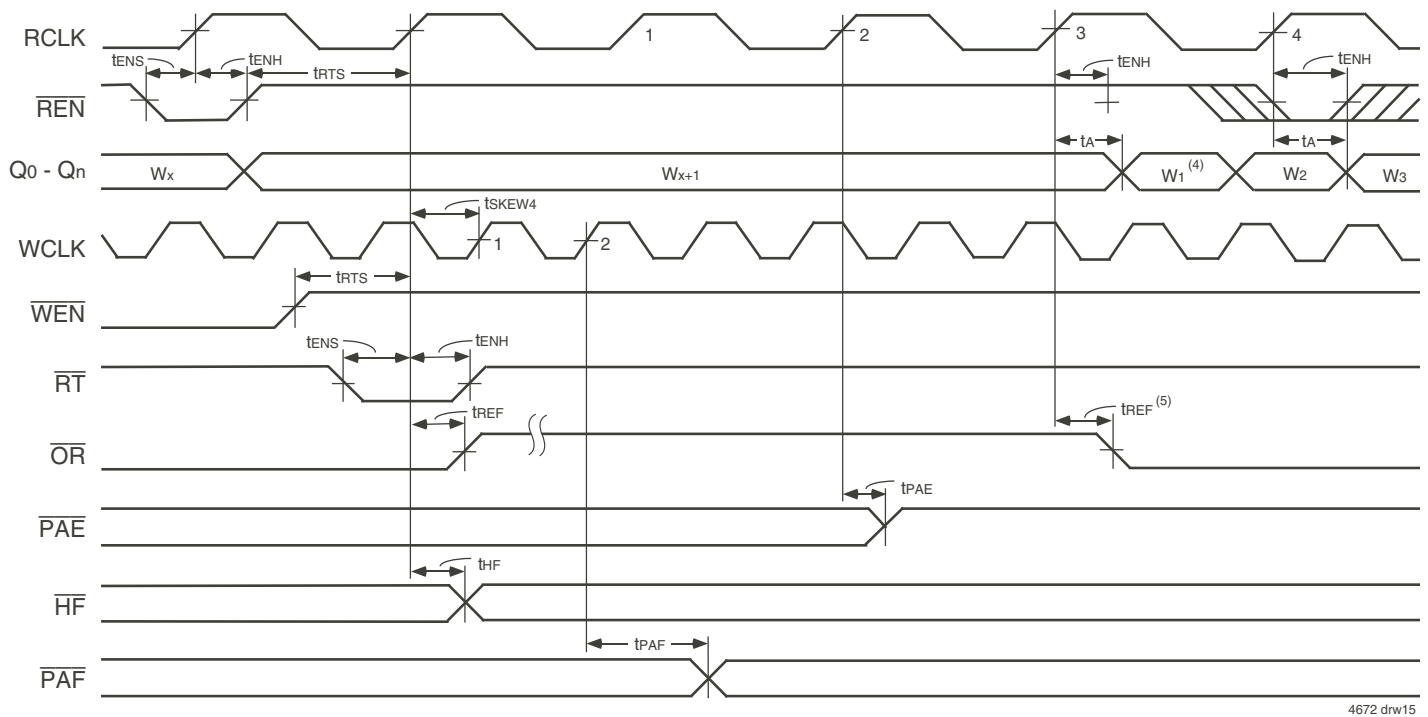 RCLK 1 2 3 4
tENS tENH tRTS tENH tENH
REN
tA tA
Q0 - Qn Wx Wx+1 W1 (4) W2 W3
tSKEW4
WCLK 1 2
tRTS
WEN
tENS tENH
RT
tREF tREF (5)
OR
tPAE
PAE
tHF
HF
tPAF
PAF
4672 drw15